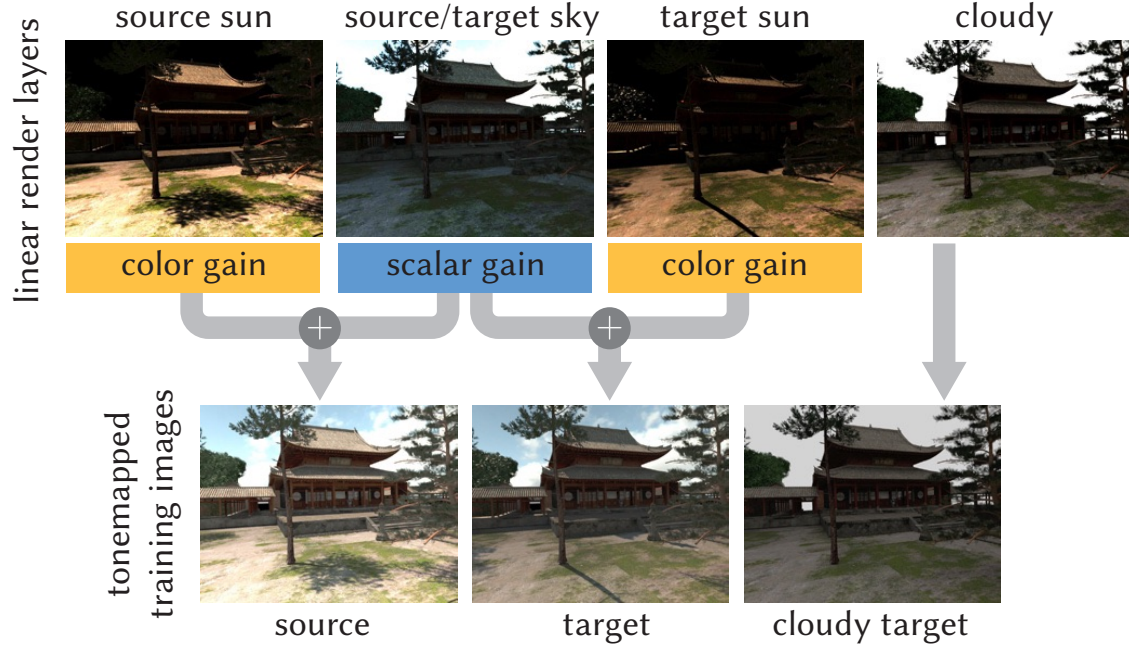 source sun
source/target sky
target sun
cloudy
linear render layers
color gain
scalar gain
color gain
+
+
tonemapped
training images
source
target
cloudy target